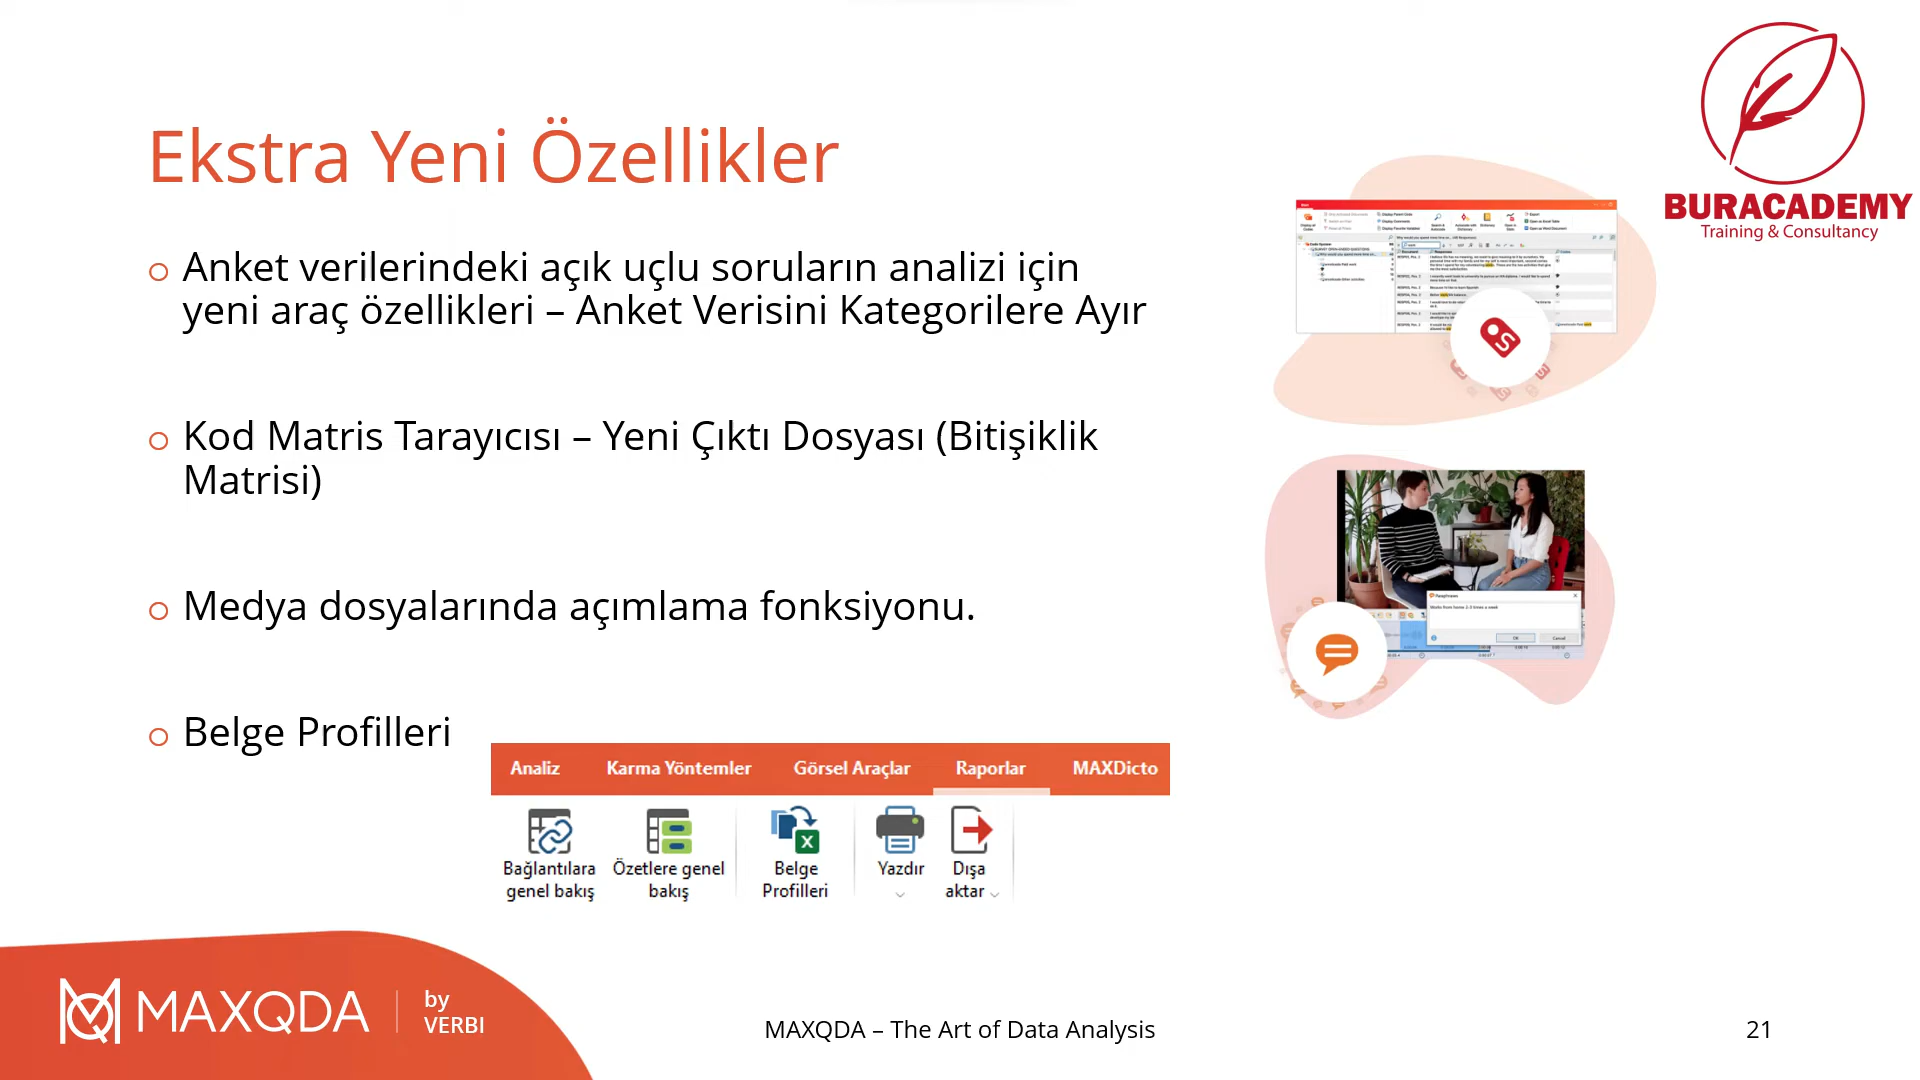 BURACADEMY
Training & Consultancy
Ekstra Yeni Özellikler
Anket verilerindeki açık uçlu soruların analizi için
yeni araç özellikleri – Anket Verisini Kategorilere Ayır
Kod Matris Tarayıcısı – Yeni Çıktı Dosyası (Bitişiklik
Matrisi)
Medya dosyalarında açımlama fonksiyonu.
Belge Profilleri
Analiz Karma Yöntemler Görsel Araçlar Raporlar MAXDicto
Bağlantılara Özetlere genel Belge Yazdır Dışa
genel bakış bakış Profilleri aktar
MAXQDA by
VERBI
MAXQDA – The Art of Data Analysis
21